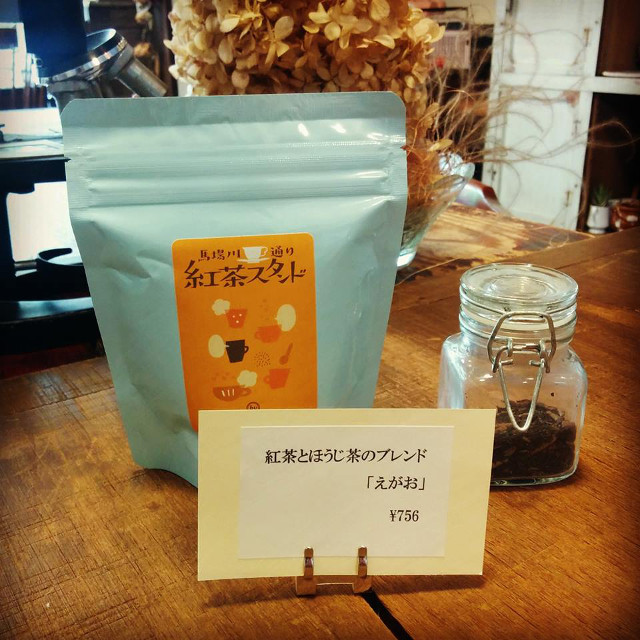 馬場川通り
紅茶スタンド
紅茶とほうじ茶のブレンド
「えがお」
¥756